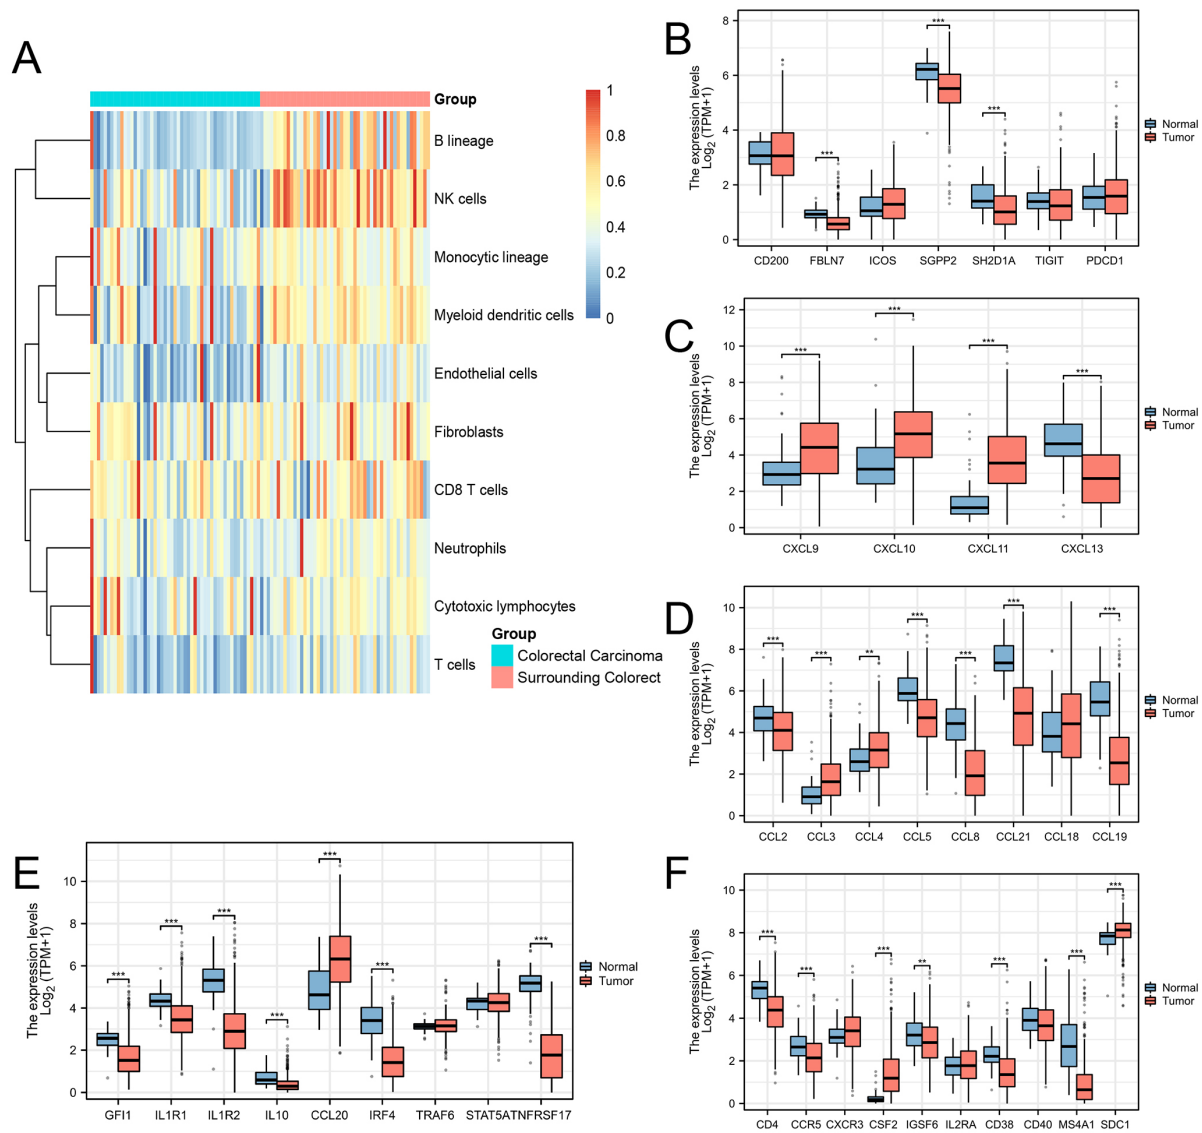 A
Group
B lineage
NK cells
Monocytic lineage
Myeloid dendritic cells
Endothelial cells
Fibroblasts
CD8 T cells
Neutrophils
Cytotoxic lymphocytes
T cells
1
0.8
0.6
0.4
0.2
0
Group
Colorectal Carcinoma
Surrounding Colorect
B
The expression levels
Log2 (TPM+1)
8
6
4
2
0
***
***
***
CD200 FBLN7 ICOS SGPP2 SH2D1A TIGIT PDCD1
Normal
Tumor
C
The expression levels
Log2 (TPM+1)
12
10
8
6
4
2
0
*** *** *** ***
CXCL9 CXCL10 CXCL11 CXCL13
Normal
Tumor
D
The expression levels
Log2 (TPM+1)
10
8
6
4
2
0
*** *** ** *** *** *** ***
CCL2 CCL3 CCL4 CCL5 CCL8 CCL21 CCL18 CCL19
Normal
Tumor
E
The expression levels
Log2 (TPM+1)
10
8
6
4
2
0
*** *** *** *** *** *** ***
GFI1 IL1R1 IL1R2 IL10 CCL20 IRF4 TRAF6 STAT5ATNFRSF17
Normal
Tumor
F
The expression levels
Log2 (TPM+1)
10
8
6
4
2
0
*** *** *** ** *** *** ***
CD4 CCR5 CXCR3 CSF2 IGSF6 IL2RA CD38 CD40 MS4A1 SDC1
Normal
Tumor